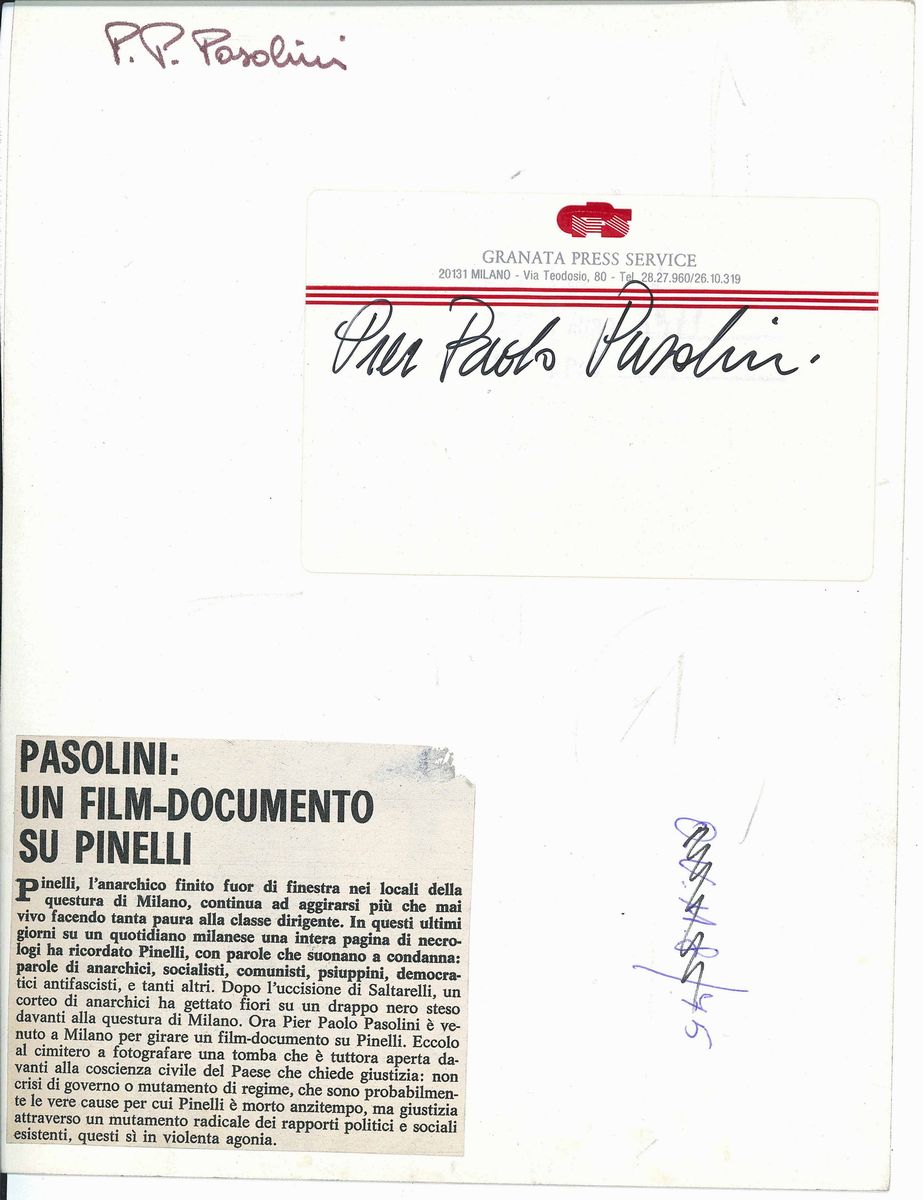 P. P. Pasolini
GPS
GRANATA PRESS SERVICE
20131 MILANO - Via Teodosio, 80 - Tel. 28.27.960/26.10.319
Pier Paolo Pasolini
PASOLINI:
UN FILM-DOCUMENTO
SU PINELLI
Pinelli, l'anarchico finito fuor di finestra nei locali della
questura di Milano, continua ad aggirarsi più che mai
vivo facendo tanta paura alla classe dirigente. In questi ultimi
giorni su un quotidiano milanese una intera pagina di necro-
logi ha ricordato Pinelli, con parole che suonano a condanna:
parole di anarchici, socialisti, comunisti, psiuppini, democra-
tici antifascisti, e tanti altri. Dopo l'uccisione di Saltarelli, un
corteo di anarchici ha gettato fiori su un drappo nero steso
davanti alla questura di Milano. Ora Pier Paolo Pasolini è ve-
nuto a Milano per girare un film-documento su Pinelli. Eccolo
al cimitero a fotografare una tomba che è tuttora aperta da-
vanti alla coscienza civile del Paese che chiede giustizia: non
crisi di governo o mutamento di regime, che sono probabilmen-
te le vere cause per cui Pinelli è morto anzitempo, ma giustizia
attraverso un mutamento radicale dei rapporti politici e sociali
esistenti, questi sì in violenta agonia.